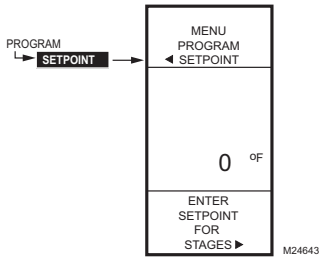 PROGRAM
SETPOINT
MENU
PROGRAM
◄ SETPOINT
0 °F
ENTER
SETPOINT
FOR
STAGES ►
M24643